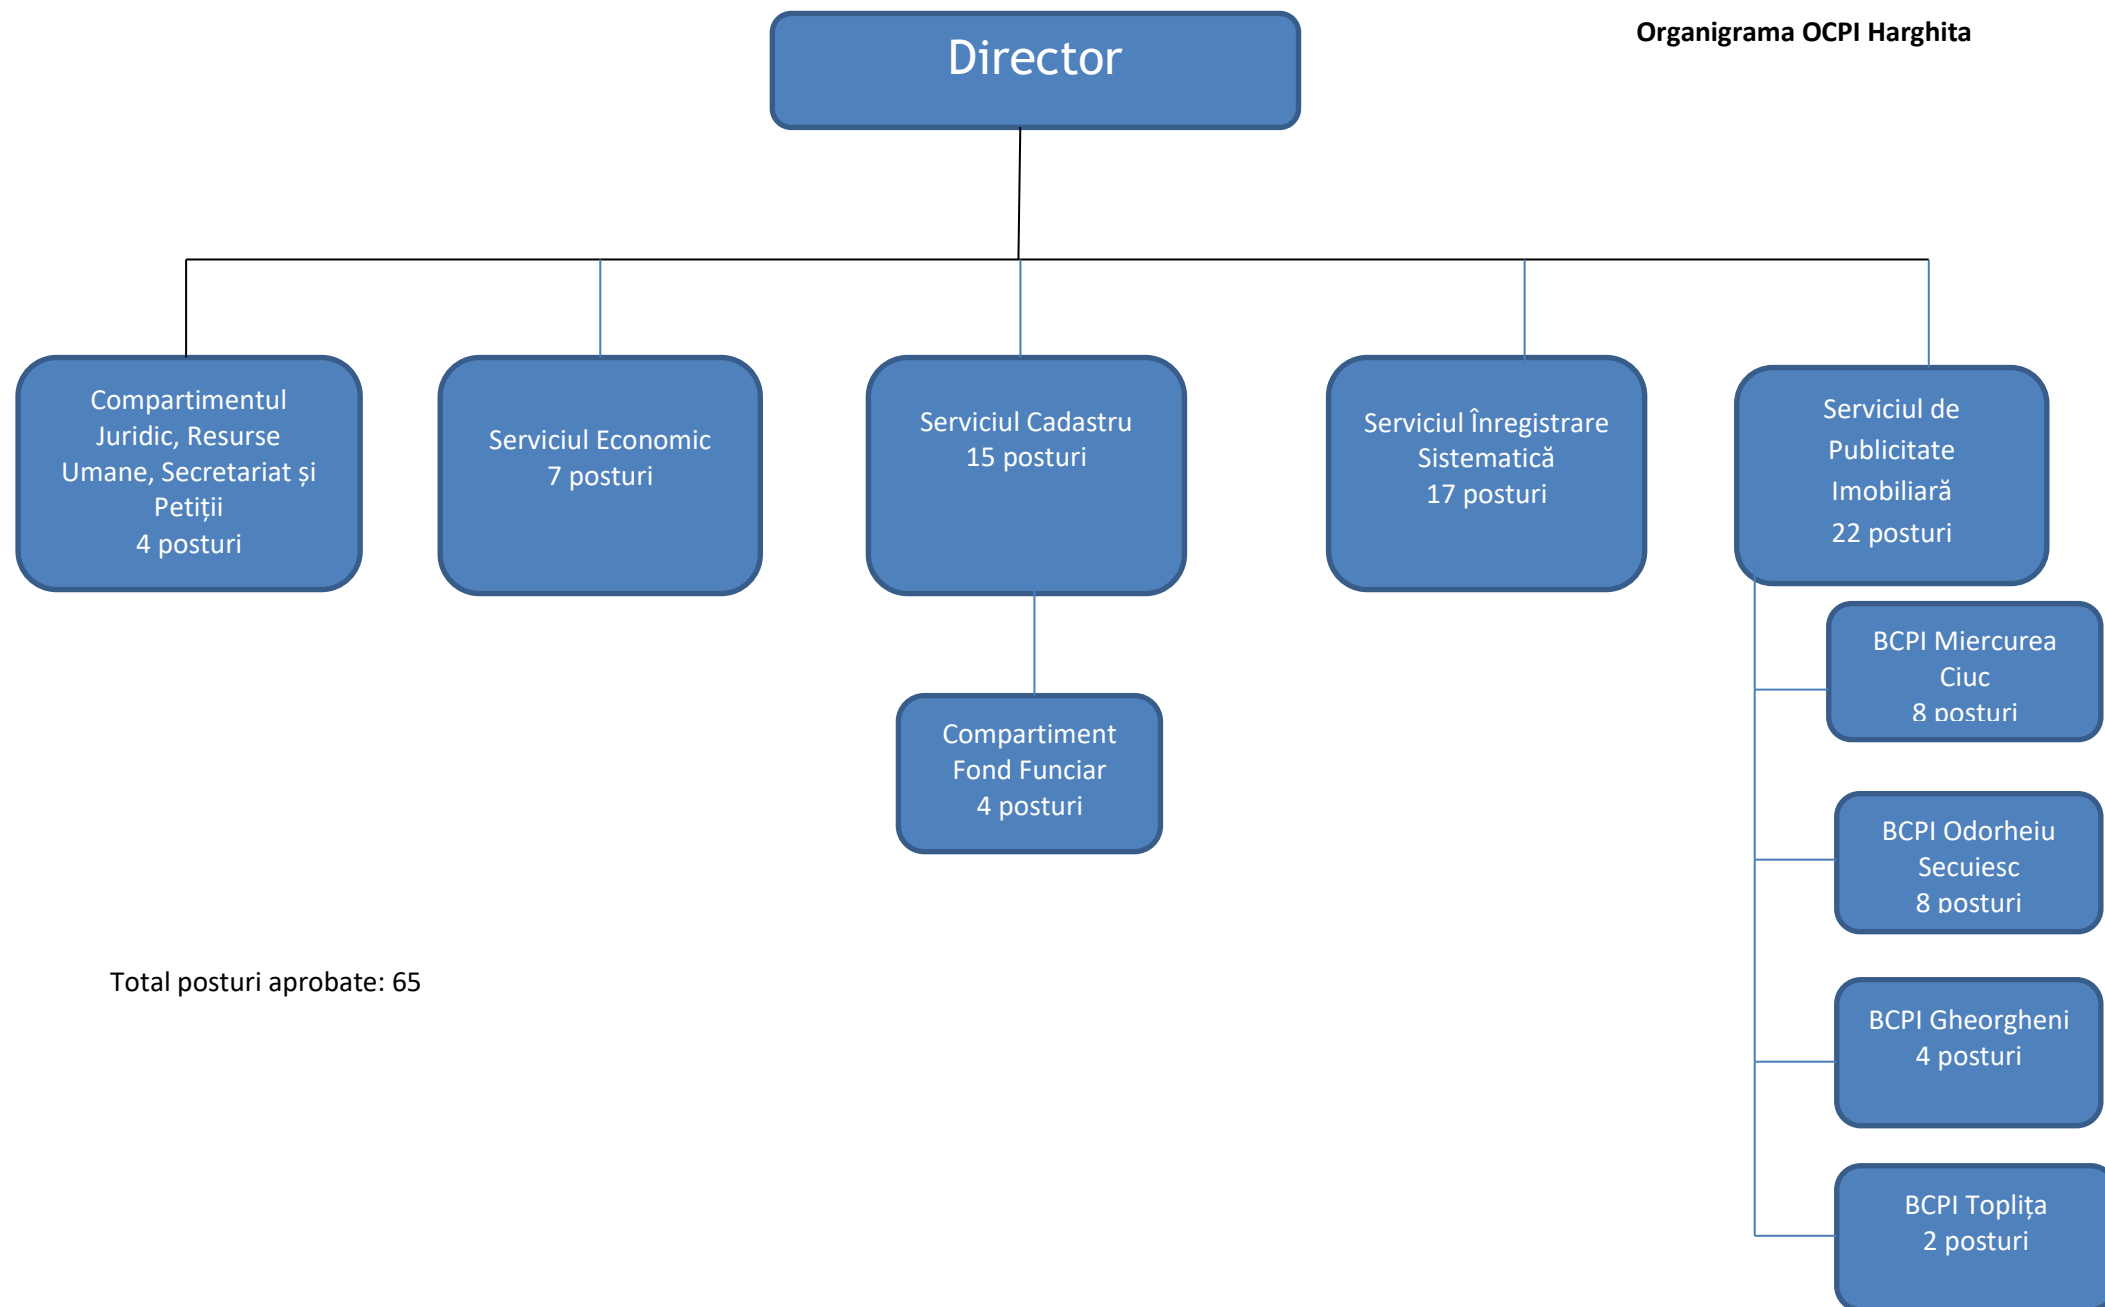 Organigrama OCPI Harghita
Director
Compartimentul
Juridic, Resurse
Umane, Secretariat și
Petiții
4 posturi
Serviciul Economic
7 posturi
Serviciul Cadastru
15 posturi
Serviciul Înregistrare
Sistematică
17 posturi
Serviciul de
Publicitate
Imobiliară
22 posturi
BCPI Miercurea
Ciuc
8 posturi
Compartiment
Fond Funciar
4 posturi
BCPI Odorheiu
Secuiesc
8 posturi
Total posturi aprobate: 65
BCPI Gheorgheni
4 posturi
BCPI Toplița
2 posturi